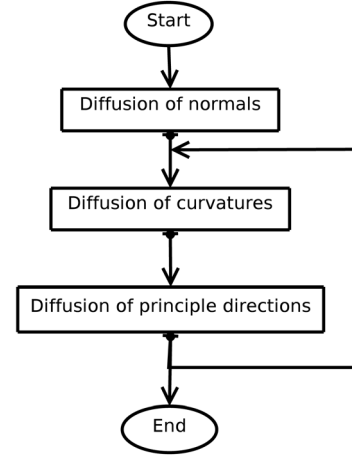 Start
Diffusion of normals
Diffusion of curvatures
Diffusion of principle directions
End